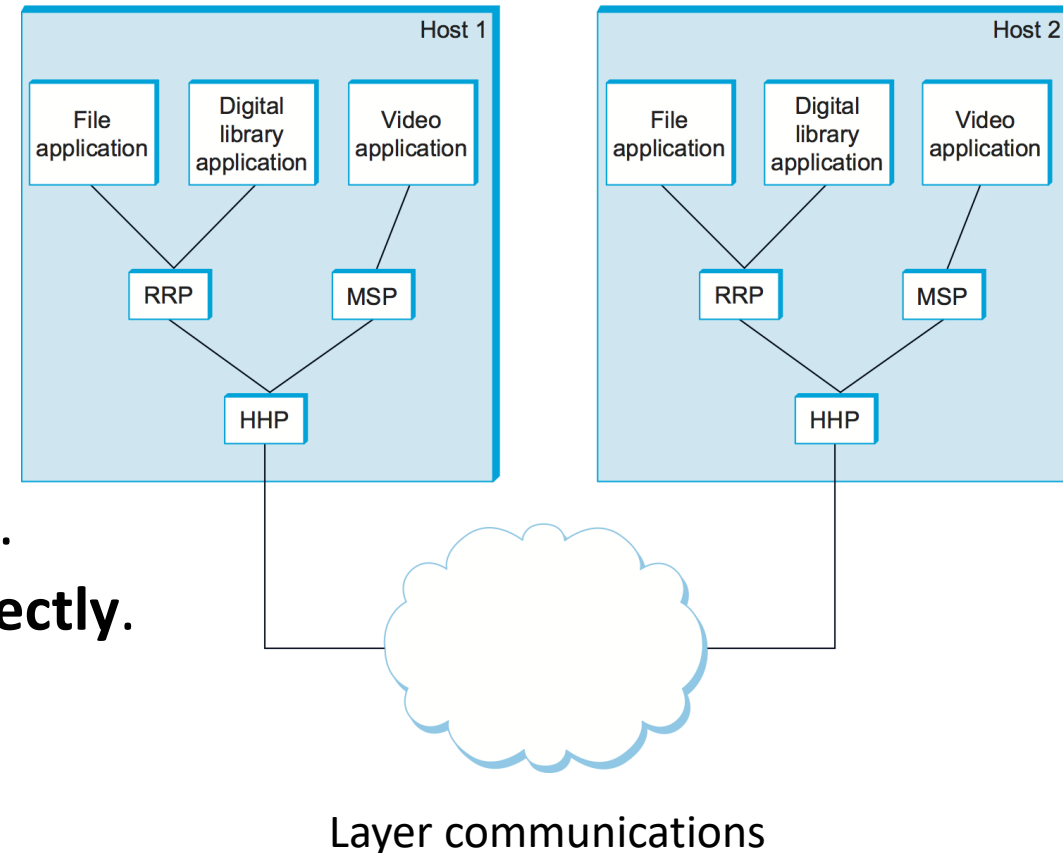 Host 1
File
application
Digital
library
application
Video
application
RRP
MSP
HHP
Host 2
File
application
Digital
library
application
Video
application
RRP
MSP
HHP
.
ectly.
Layer communications